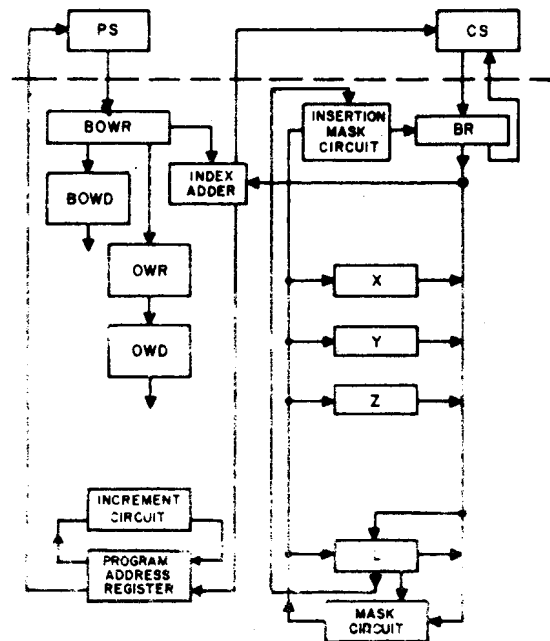 PS
CS
BOWR
INSERTION
MASK
CIRCUIT
BR
BOWD
INDEX
ADDER
OWR
X
OWD
Y
Z
INCREMENT
CIRCUIT
PROGRAM
ADDRESS
REGISTER
L
MASK
CIRCUIT